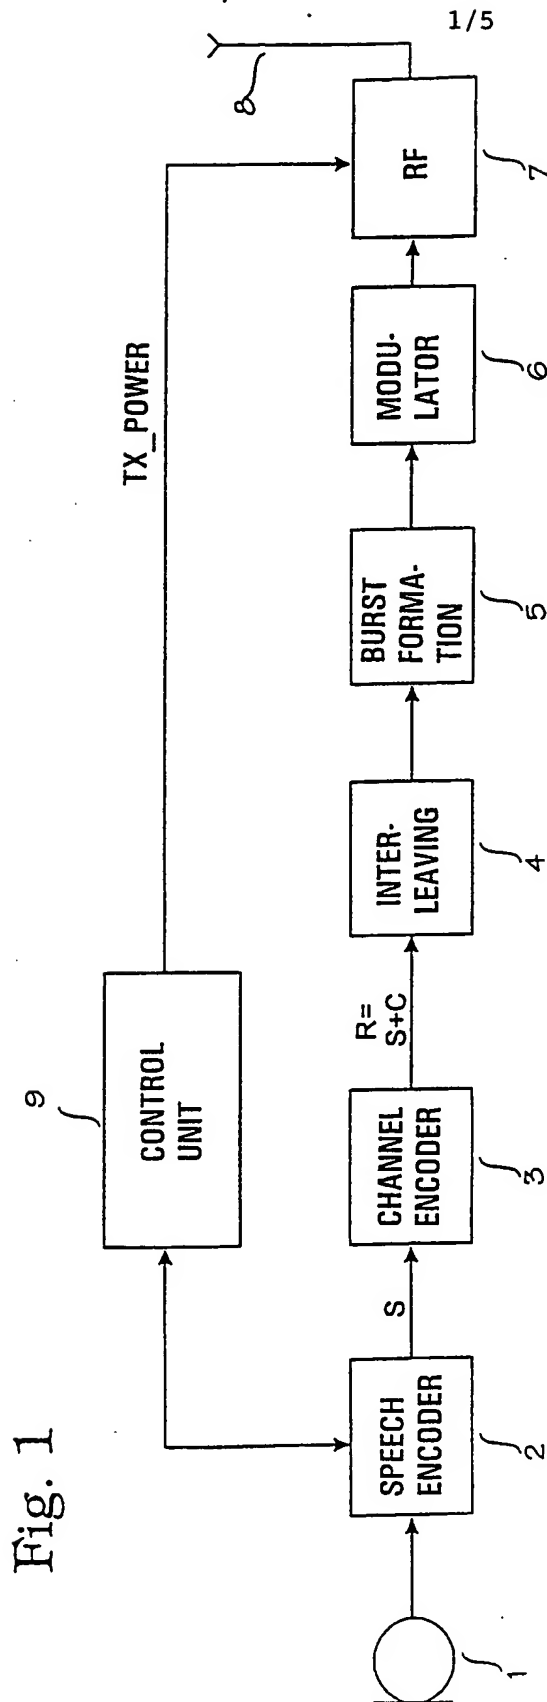 1/5
Fig. 1
9
CONTROL
UNIT
TX_POWER
8
1
SPEECH
ENCODER
2
S
CHANNEL
ENCODER
3
R=
S+C
INTER-
LEAVING
4
BURST
FORMA-
TION
5
MODU-
LATOR
6
RF
7